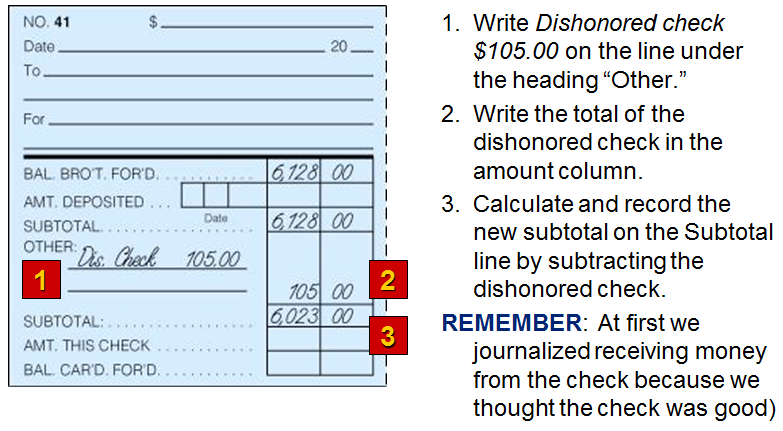 NO. 41 $
Date 20
To
For
BAL. BRO'T. FOR'D. 6,128 00
AMT. DEPOSITED
Date
SUBTOTAL 6,128 00
OTHER:
Dis. Check 105.00
1
105 00 2
SUBTOTAL: 6,023 00
3
AMT. THIS CHECK
BAL. CAR'D. FOR'D.
1. Write Dishonored check
$105.00 on the line under
the heading “Other.”
2. Write the total of the
dishonored check in the
amount column.
3. Calculate and record the
new subtotal on the Subtotal
line by subtracting the
dishonored check.
REMEMBER: At first we
journalized receiving money
from the check because we
thought the check was good)